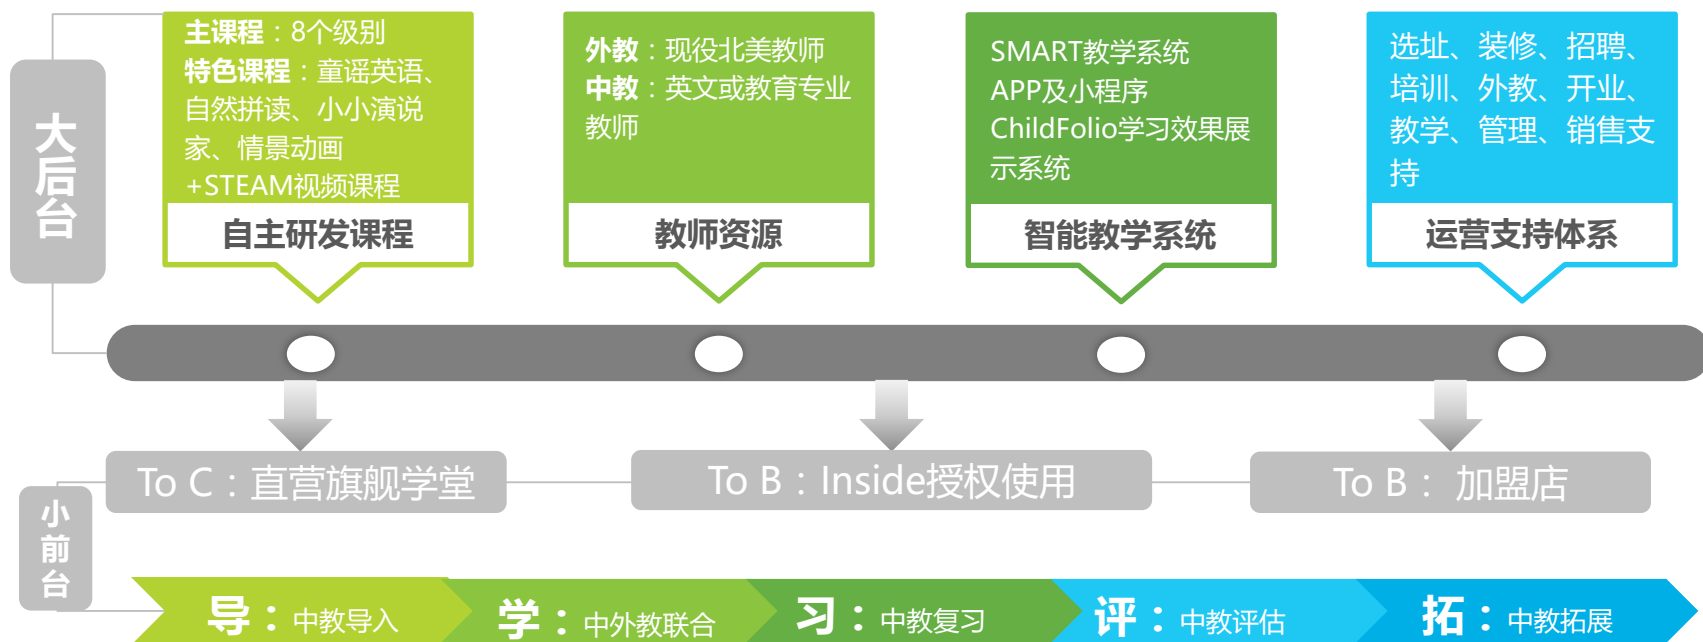 大后台
主课程：8个级别
特色课程：童谣英语、
自然拼读、小小演说
家、情景动画
+STEAM视频课程
自主研发课程
外教：现役北美教师
中教：英文或教育专业
教师
教师资源
SMART教学系统
APP及小程序
ChildFolio学习效果展
示系统
智能教学系统
选址、装修、招聘、
培训、外教、开业、
教学、管理、销售支
持
运营支持体系
小前台
To C：直营旗舰学堂
To B：Inside授权使用
To B： 加盟店
导：中教导入
学：中外教联合
习：中教复习
评：中教评估
拓：中教拓展